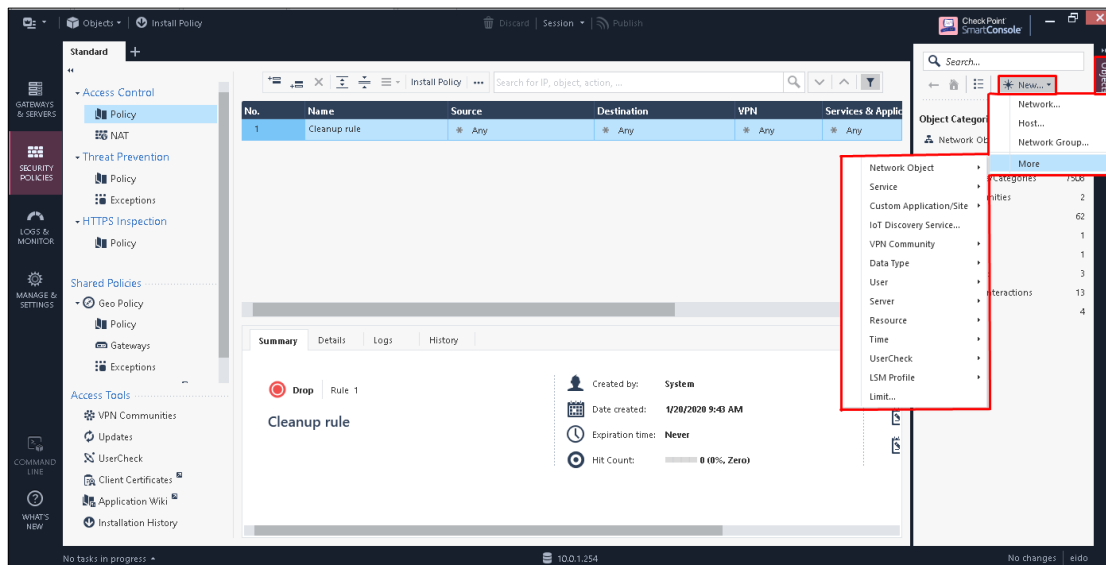 Objects
Install Policy
Discard
Session
Publish
Check Point
SmartConsole
Standard
GATEWAYS
& SERVERS
SECURITY
POLICIES
LOGS &
MONITOR
MANAGE &
SETTINGS
COMMAND
LINE
WHAT'S
NEW
Access Control
Policy
NAT
Threat Prevention
Policy
Exceptions
HTTPS Inspection
Policy
Shared Policies
Geo Policy
Policy
Gateways
Exceptions
Access Tools
VPN Communities
Updates
UserCheck
Client Certificates
Application Wiki
Installation History
Install Policy
Search for IP, object, action, ...
No. Name Source Destination VPN Services & Applic
1 Cleanup rule Any Any Any Any
Summary Details Logs History
Drop Rule 1
Cleanup rule
Created by: System
Date created: 1/20/2020 9:43 AM
Expiration time: Never
Hit Count: 0 (0%, Zero)
Search...
New...
Objects
Object Categori
Network Ob
/Categories 7508
nities 2
62
1
1
3
nteractions 13
4
Network...
Host...
Network Group...
More
Network Object
Service
Custom Application/Site
IoT Discovery Service...
VPN Community
Data Type
User
Server
Resource
Time
UserCheck
LSM Profile
Limit...
No tasks in progress
10.0.1.254
No changes
eido